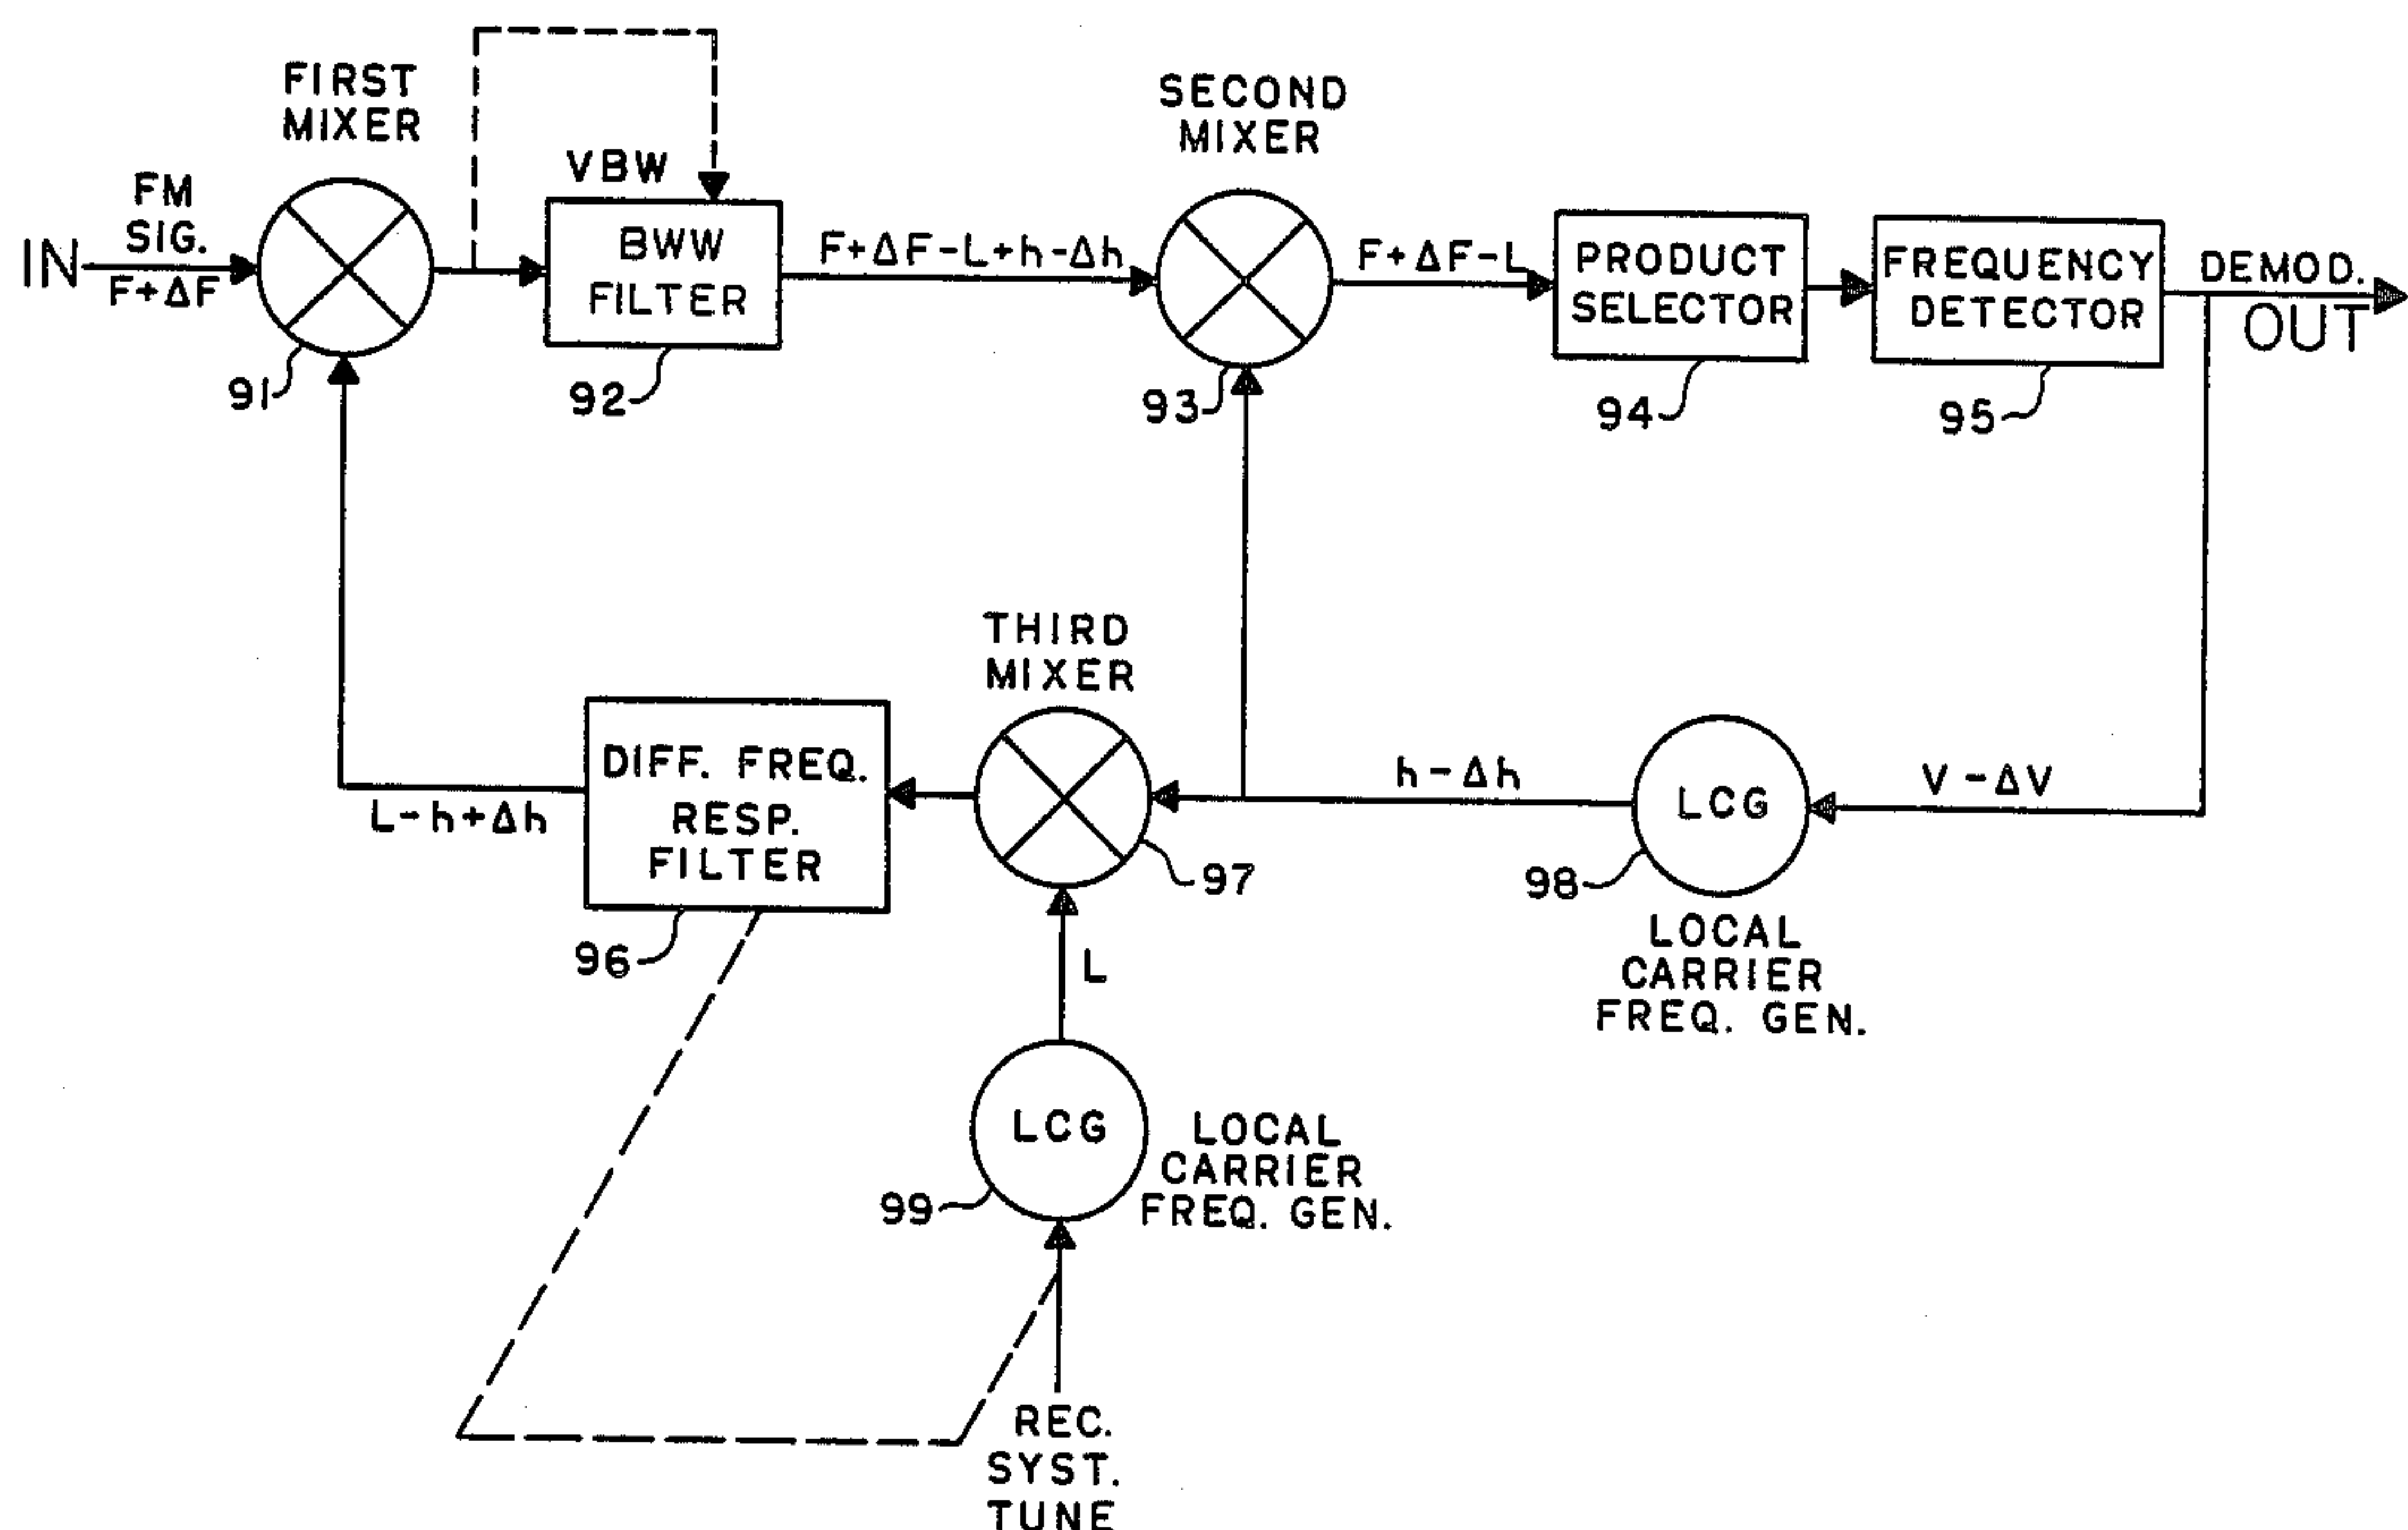 FIRST
MIXER
SECOND
MIXER
VBW
FM
SIG.
IN
F+ΔF
BWW
FILTER
F+ΔF-L+h-Δh
F+ΔF-L
PRODUCT
SELECTOR
FREQUENCY
DETECTOR
DEMOD.
OUT
91
92
93
94
95
THIRD
MIXER
DIFF. FREQ.
RESP.
FILTER
L-h+Δh
h-Δh
LCG
V-ΔV
96
97
98
LOCAL
CARRIER
FREQ. GEN.
L
LCG
LOCAL
CARRIER
FREQ. GEN.
99
REC.
SYST.
TUNE